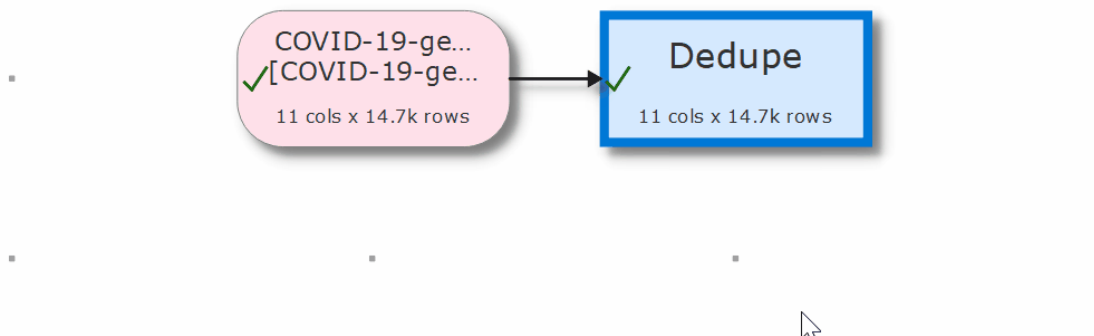 COVID-19-ge...
[COVID-19-ge...
11 cols x 14.7k rows
Dedupe
11 cols x 14.7k rows